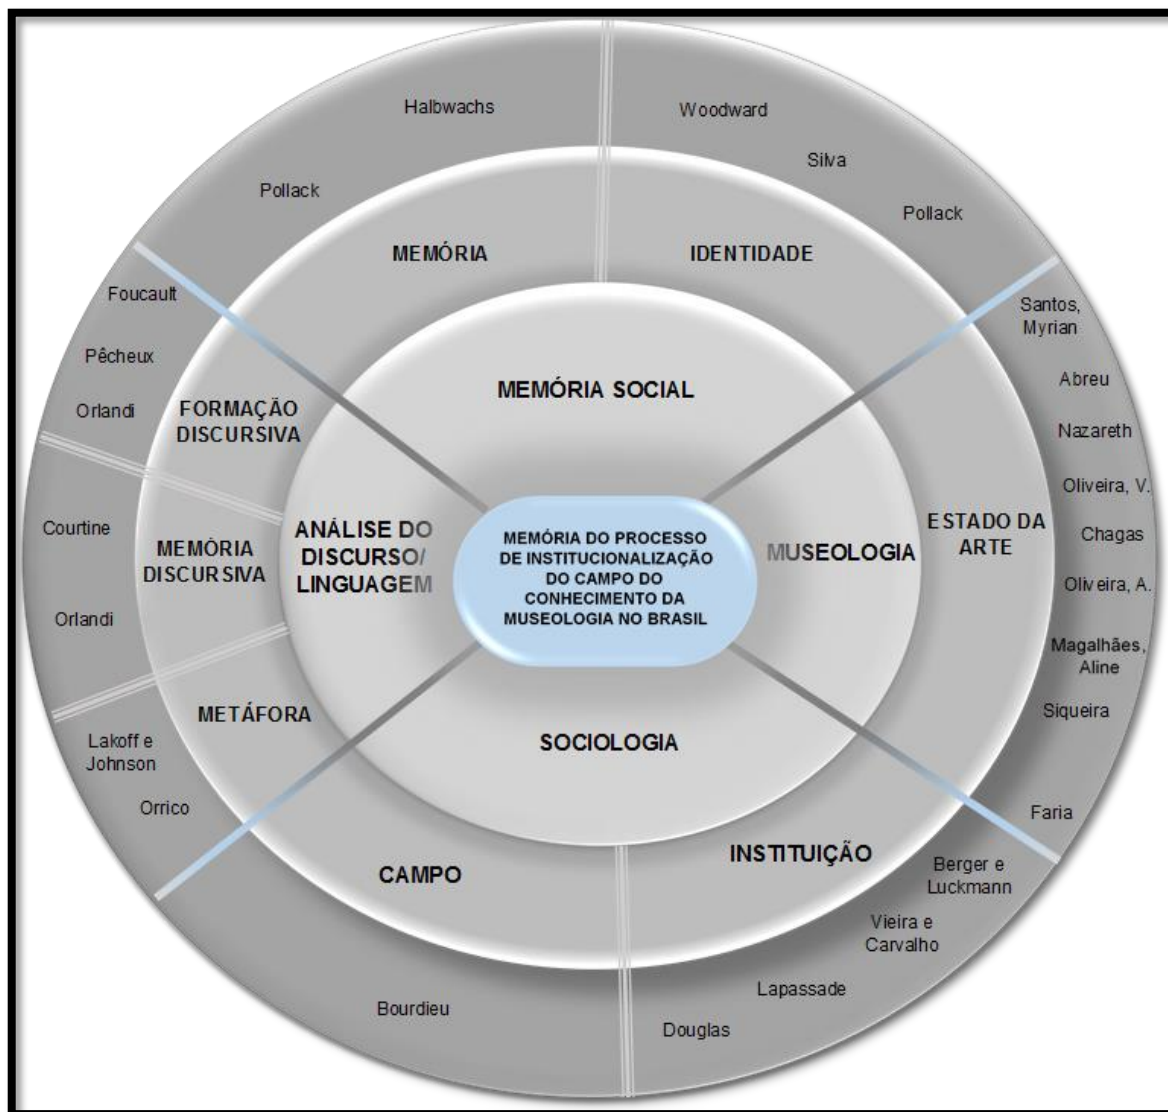 Halbwachs
Woodward
Silva
Pollack
Pollack
MEMÓRIA
IDENTIDADE
Foucault
Santos,
Myrian
Pêcheux
Abreu
Orlandi
FORMAÇÃO
DISCURSIVA
MEMÓRIA SOCIAL
Nazareth
Oliveira, V.
Courtine
MEMÓRIA
DISCURSIVA
ANÁLISE DO
DISCURSO/
LINGUAGEM
MEMÓRIA DO PROCESSO
DE INSTITUCIONALIZAÇÃO
DO CAMPO DO
CONHECIMENTO DA
MUSEOLOGIA NO BRASIL
MUSEOLOGIA
ESTADO DA
ARTE
Chagas
Oliveira, A.
Orlandi
Magalhães,
Aline
METÁFORA
SOCIOLOGIA
Siqueira
Lakoff e
Johnson
Orrico
Faria
CAMPO
INSTITUIÇÃO
Berger e
Luckmann
Vieira e
Carvalho
Bourdieu
Lapassade
Douglas